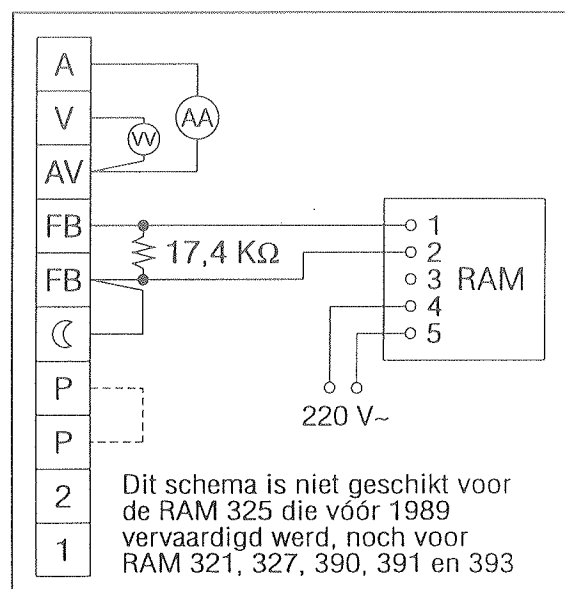 A
V
AV
FB
FB
☾
P
P
2
1
AA
VV
17,4 KΩ
1
2
3
4
5
RAM
220 V~
Dit schema is niet geschikt voor
de RAM 325 die vóór 1989
vervaardigd werd, noch voor
RAM 321, 327, 390, 391 en 393